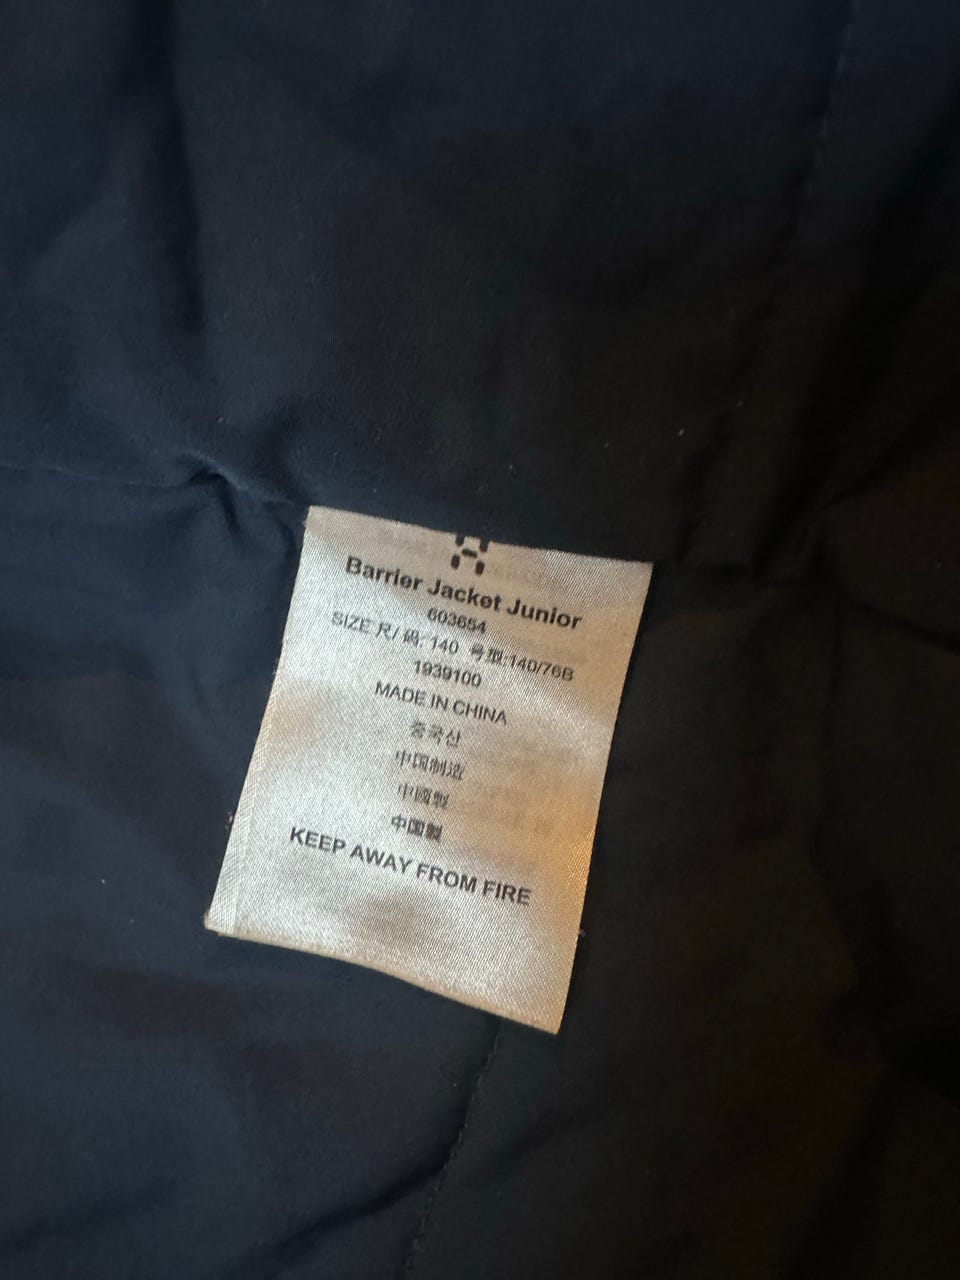 Barrier Jacket Junior
603654
SIZE 尺/ 码: 140 号型:140/76B
1939100
MADE IN CHINA
중국산
中国制造
中國製
中国製
KEEP AWAY FROM FIRE